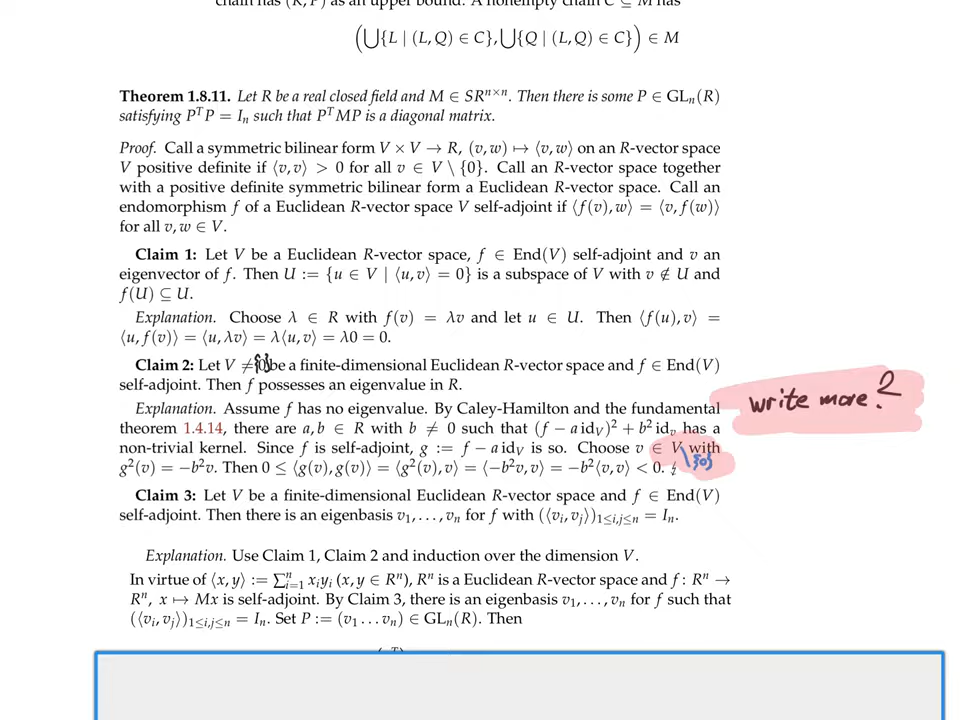 chain has (R, P) as an upper bound. A nonempty chain C ⊆ M has
(⋃{L | (L, Q) ∈ C}, ⋃{Q | (L, Q) ∈ C}) ∈ M
Theorem 1.8.11. Let R be a real closed field and M ∈ SRⁿˣⁿ. Then there is some P ∈ GLₙ(R)
satisfying PᵀP = Iₙ such that PᵀMP is a diagonal matrix.
Proof. Call a symmetric bilinear form V × V → R, (v, w) ↦ ⟨v, w⟩ on an R-vector space
V positive definite if ⟨v, v⟩ > 0 for all v ∈ V \ {0}. Call an R-vector space together
with a positive definite symmetric bilinear form a Euclidean R-vector space. Call an
endomorphism f of a Euclidean R-vector space V self-adjoint if ⟨f(v), w⟩ = ⟨v, f(w)⟩
for all v, w ∈ V.
Claim 1: Let V be a Euclidean R-vector space, f ∈ End(V) self-adjoint and v an
eigenvector of f. Then U := {u ∈ V | ⟨u, v⟩ = 0} is a subspace of V with v ∉ U and
f(U) ⊆ U.
Explanation. Choose λ ∈ R with f(v) = λv and let u ∈ U. Then ⟨f(u), v⟩ =
⟨u, f(v)⟩ = ⟨u, λv⟩ = λ⟨u, v⟩ = λ0 = 0.
Claim 2: Let V ≠ {0} be a finite-dimensional Euclidean R-vector space and f ∈ End(V)
self-adjoint. Then f possesses an eigenvalue in R.
Explanation. Assume f has no eigenvalue. By Caley-Hamilton and the fundamental
theorem 1.4.14, there are a, b ∈ R with b ≠ 0 such that (f − a id_V)² + b² id_v has a
non-trivial kernel. Since f is self-adjoint, g := f − a id_V is so. Choose v ∈ V \ {0} with
g²(v) = −b²v. Then 0 ≤ ⟨g(v), g(v)⟩ = ⟨g²(v), v⟩ = ⟨−b²v, v⟩ = −b²⟨v, v⟩ < 0. ↯
write more?
Claim 3: Let V be a finite-dimensional Euclidean R-vector space and f ∈ End(V)
self-adjoint. Then there is an eigenbasis v₁, . . . , vₙ for f with (⟨vᵢ, vⱼ⟩)₁≤ᵢ,ⱼ≤ₙ = Iₙ.
Explanation. Use Claim 1, Claim 2 and induction over the dimension V.
In virtue of ⟨x, y⟩ := ∑ⁿᵢ₌₁ xᵢyᵢ (x, y ∈ Rⁿ), Rⁿ is a Euclidean R-vector space and f : Rⁿ →
Rⁿ, x ↦ Mx is self-adjoint. By Claim 3, there is an eigenbasis v₁, . . . , vₙ for f such that
(⟨vᵢ, vⱼ⟩)₁≤ᵢ,ⱼ≤ₙ = Iₙ. Set P := (v₁ . . . vₙ) ∈ GLₙ(R). Then